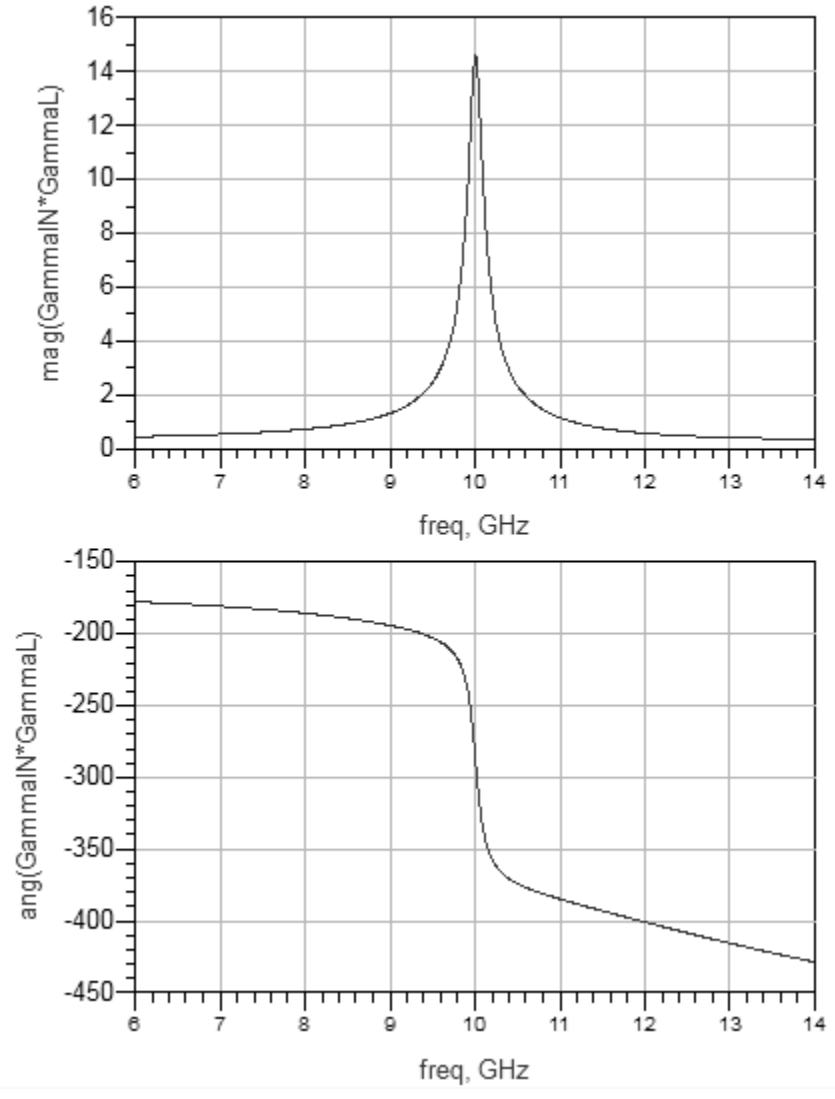 16
14
12
10
8
6
4
2
0
mag(GammaIN*GammaL)
6 7 8 9 10 11 12 13 14
freq, GHz
-150
-200
-250
-300
-350
-400
-450
ang(GammaIN*GammaL)
6 7 8 9 10 11 12 13 14
freq, GHz